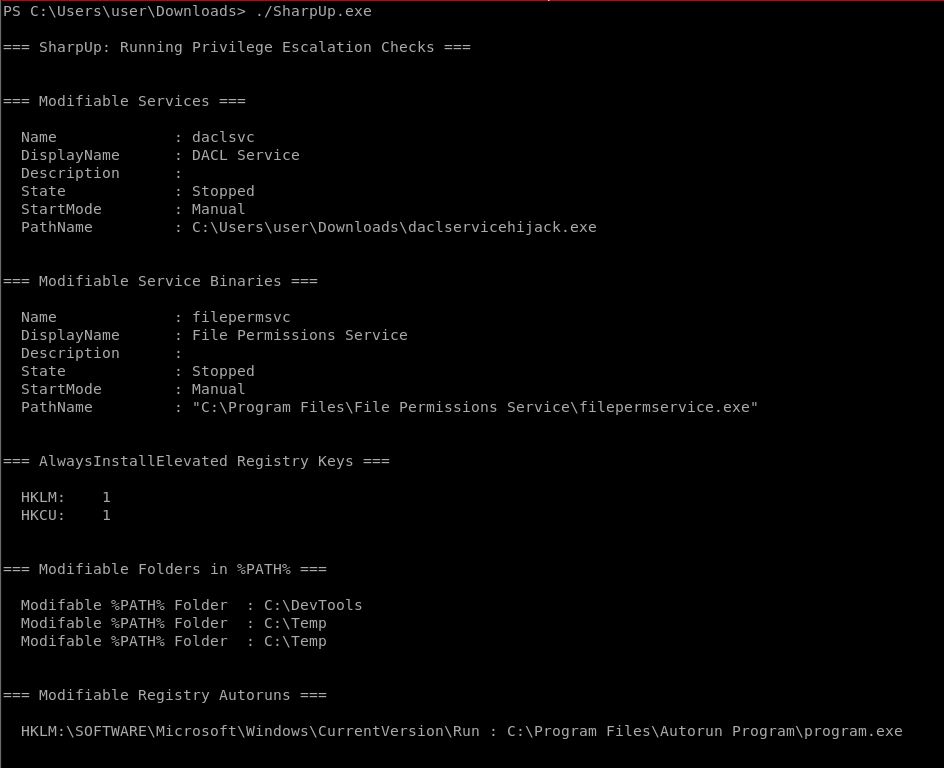 PS C:\Users\user\Downloads> ./SharpUp.exe
=== SharpUp: Running Privilege Escalation Checks ===
=== Modifiable Services ===
Name             : daclsvc
DisplayName      : DACL Service
Description      :
State            : Stopped
StartMode        : Manual
PathName         : C:\Users\user\Downloads\daclservicehijack.exe
=== Modifiable Service Binaries ===
Name             : filepermsvc
DisplayName      : File Permissions Service
Description      :
State            : Stopped
StartMode        : Manual
PathName         : "C:\Program Files\File Permissions Service\filepermservice.exe"
=== AlwaysInstallElevated Registry Keys ===
HKLM:    1
HKCU:    1
=== Modifiable Folders in %PATH% ===
Modifable %PATH% Folder  : C:\DevTools
Modifable %PATH% Folder  : C:\Temp
Modifable %PATH% Folder  : C:\Temp
=== Modifiable Registry Autoruns ===
HKLM:\SOFTWARE\Microsoft\Windows\CurrentVersion\Run : C:\Program Files\Autorun Program\program.exe